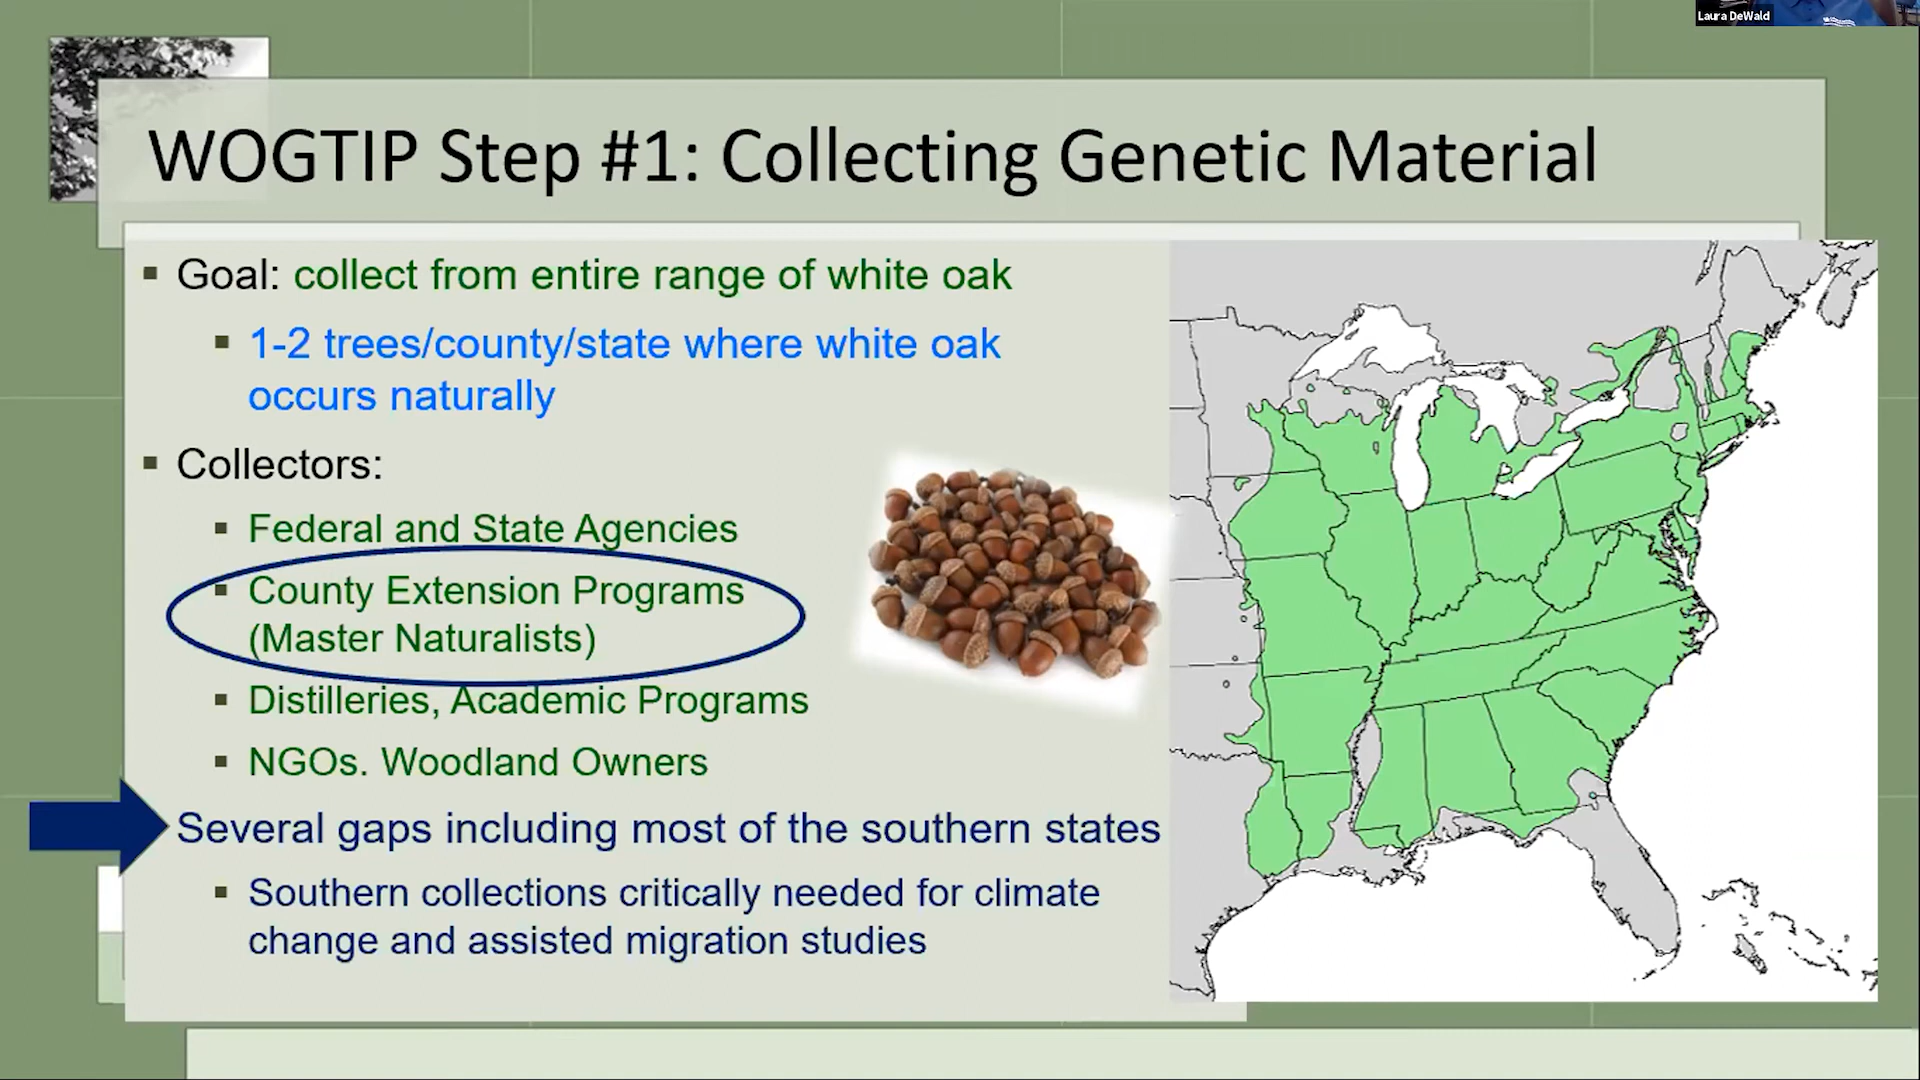 Laura DeWald
WOGTIP Step #1: Collecting Genetic Material
Goal: collect from entire range of white oak
1-2 trees/county/state where white oak
occurs naturally
Collectors:
Federal and State Agencies
County Extension Programs
(Master Naturalists)
Distilleries, Academic Programs
NGOs. Woodland Owners
Several gaps including most of the southern states
Southern collections critically needed for climate
change and assisted migration studies